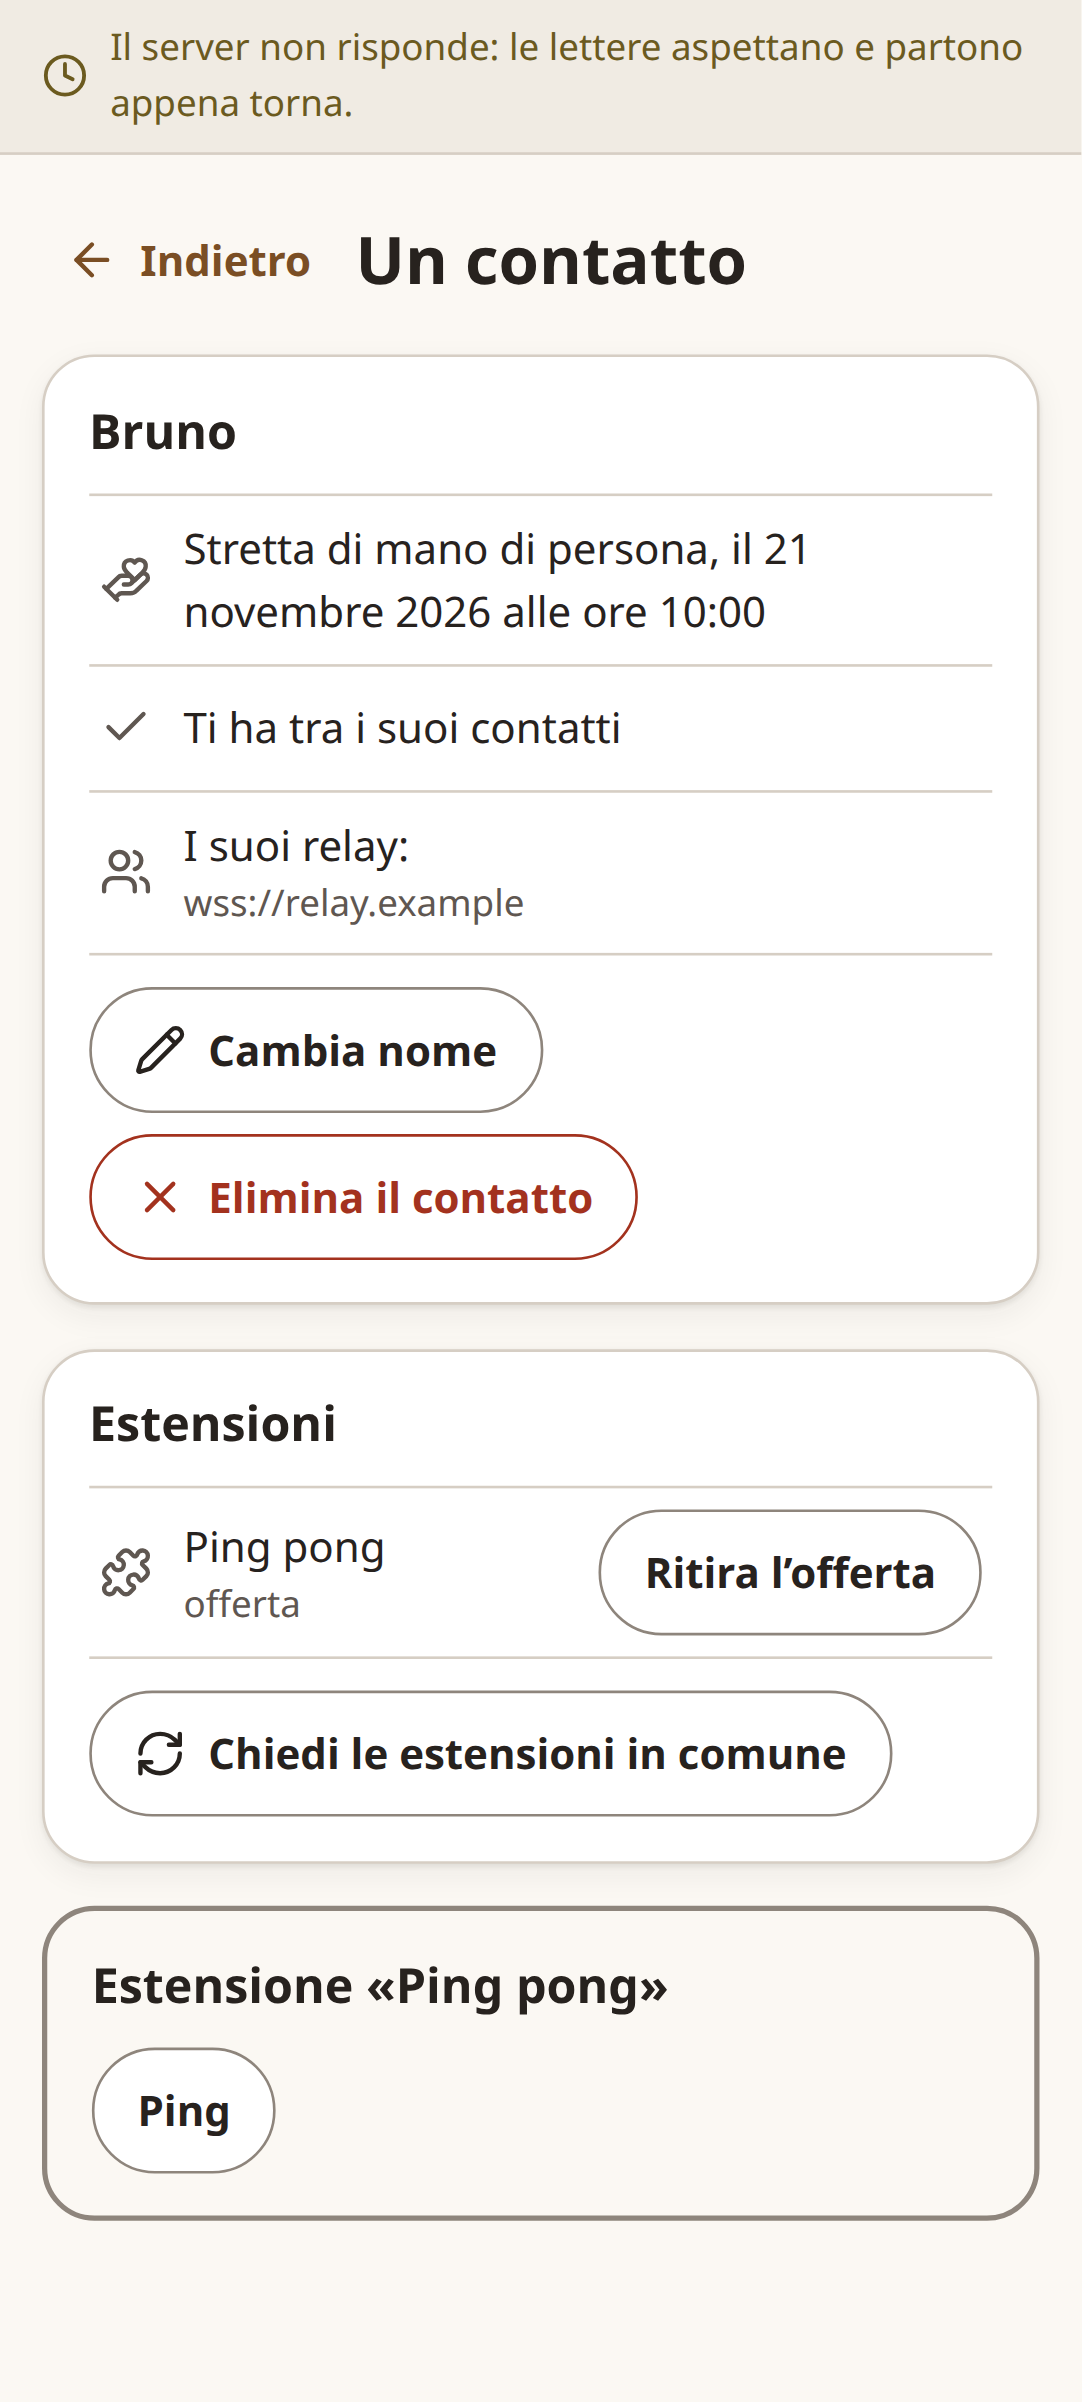 Il server non risponde: le lettere aspettano e partono
appena torna.
Indietro
Un contatto
Bruno
Stretta di mano di persona, il 21
novembre 2026 alle ore 10:00
Ti ha tra i suoi contatti
I suoi relay:
wss://relay.example
Cambia nome
Elimina il contatto
Estensioni
Ping pong
offerta
Ritira l’offerta
Chiedi le estensioni in comune
Estensione «Ping pong»
Ping